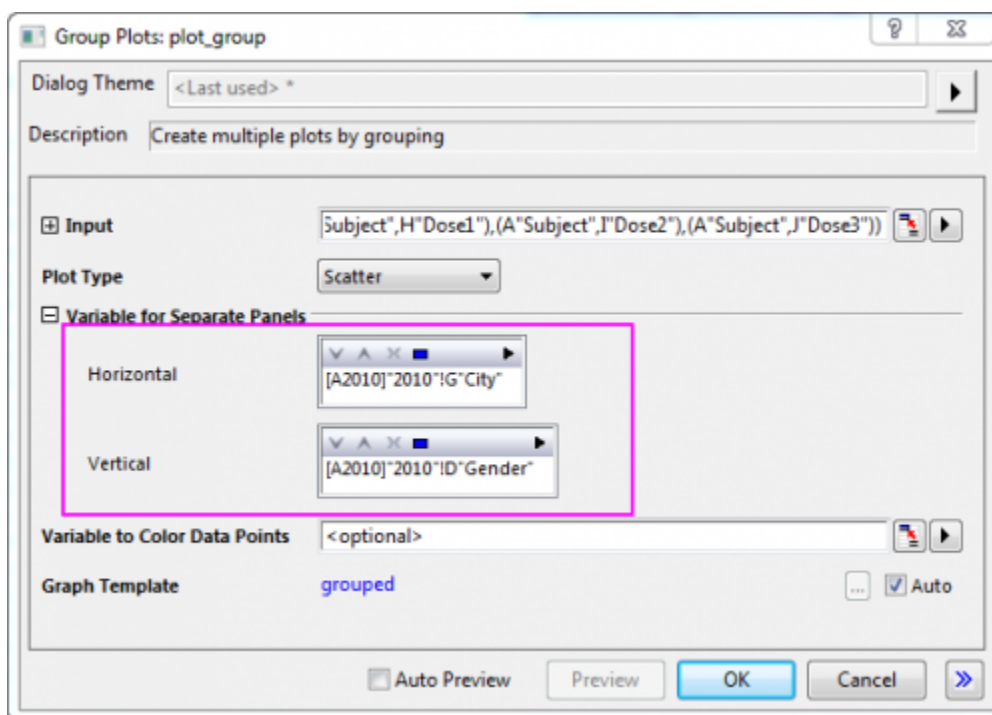 Group Plots: plot_group
Dialog Theme <Last used> *
Description Create multiple plots by grouping
Input Subject",H"Dose1"),(A"Subject",I"Dose2"),(A"Subject",J"Dose3"))
Plot Type Scatter
Variable for Separate Panels
Horizontal [A2010]"2010"!G"City"
Vertical [A2010]"2010"!D"Gender"
Variable to Color Data Points <optional>
Graph Template grouped ... Auto
Auto Preview Preview OK Cancel